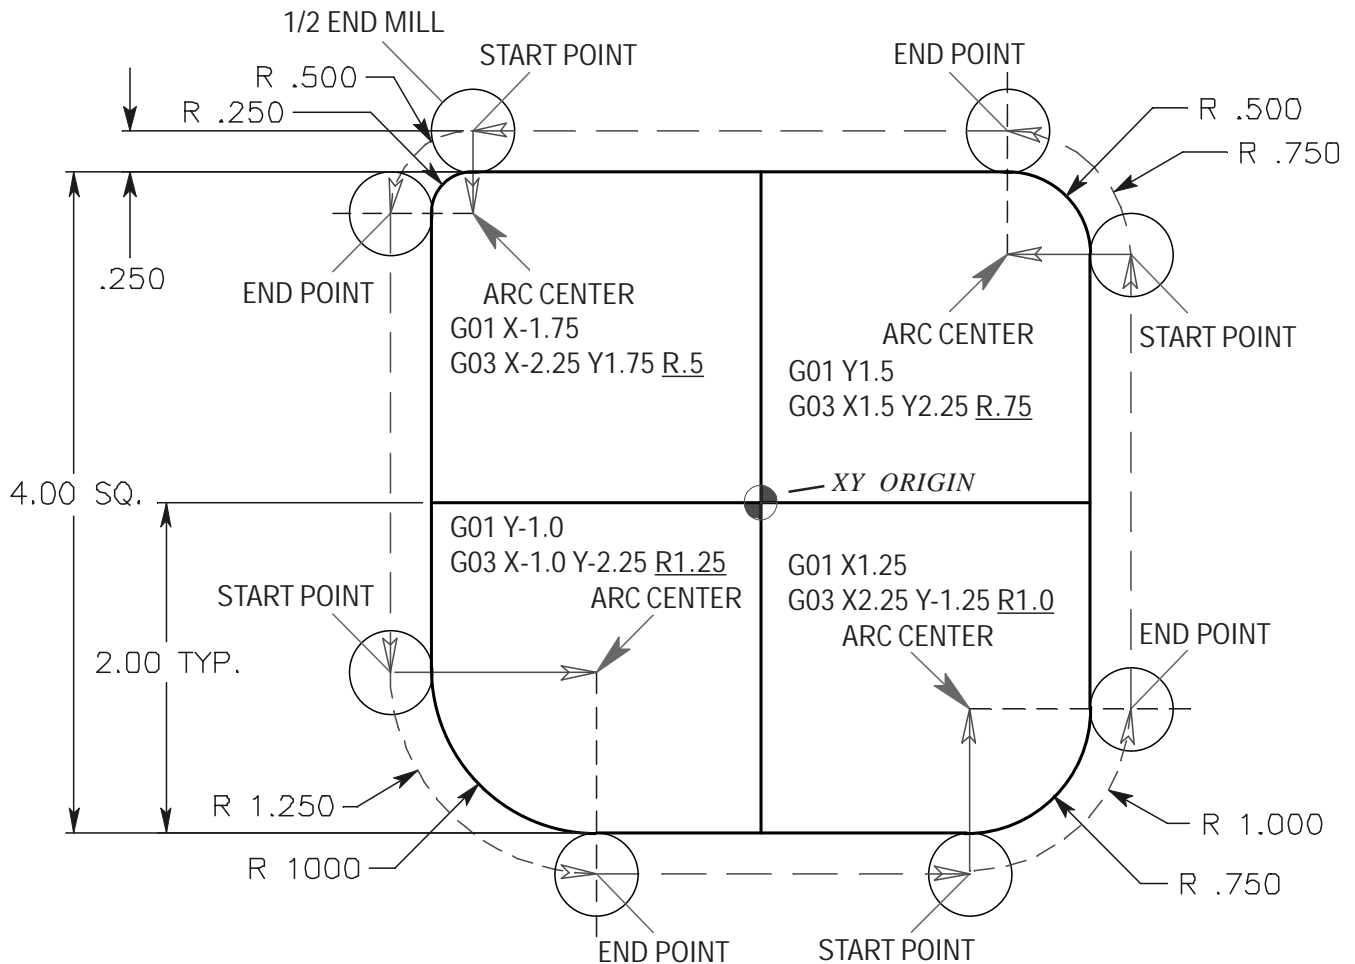 1/2 END MILL
START POINT
END POINT
R .500
R .250
R .500
R .750
.250
END POINT
ARC CENTER
G01 X-1.75
G03 X-2.25 Y1.75 R.5
ARC CENTER
START POINT
G01 Y1.5
G03 X1.5 Y2.25 R.75
4.00 SQ.
XY ORIGIN
G01 Y-1.0
G03 X-1.0 Y-2.25 R1.25
ARC CENTER
G01 X1.25
G03 X2.25 Y-1.25 R1.0
ARC CENTER
START POINT
END POINT
2.00 TYP.
R 1.250
R 1000
R 1.000
R .750
END POINT
START POINT